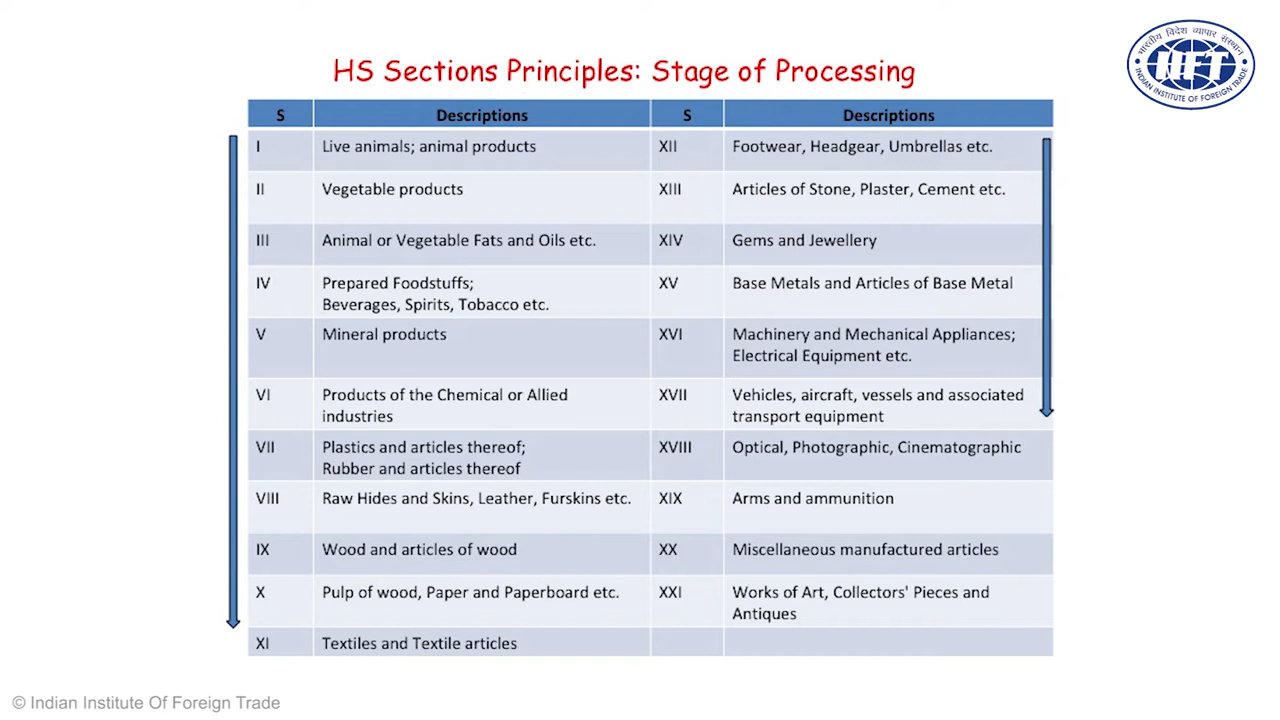 HS Sections Principles: Stage of Processing
भारतीय विदेश व्यापार संस्थान
IIFT
INDIAN INSTITUTE OF FOREIGN TRADE
S Descriptions S Descriptions
I Live animals; animal products XII Footwear, Headgear, Umbrellas etc.
II Vegetable products XIII Articles of Stone, Plaster, Cement etc.
III Animal or Vegetable Fats and Oils etc. XIV Gems and Jewellery
IV Prepared Foodstuffs; XV Base Metals and Articles of Base Metal
Beverages, Spirits, Tobacco etc.
V Mineral products XVI Machinery and Mechanical Appliances;
Electrical Equipment etc.
VI Products of the Chemical or Allied XVII Vehicles, aircraft, vessels and associated
industries transport equipment
VII Plastics and articles thereof; XVIII Optical, Photographic, Cinematographic
Rubber and articles thereof
VIII Raw Hides and Skins, Leather, Furskins etc. XIX Arms and ammunition
IX Wood and articles of wood XX Miscellaneous manufactured articles
X Pulp of wood, Paper and Paperboard etc. XXI Works of Art, Collectors' Pieces and
Antiques
XI Textiles and Textile articles
© Indian Institute Of Foreign Trade